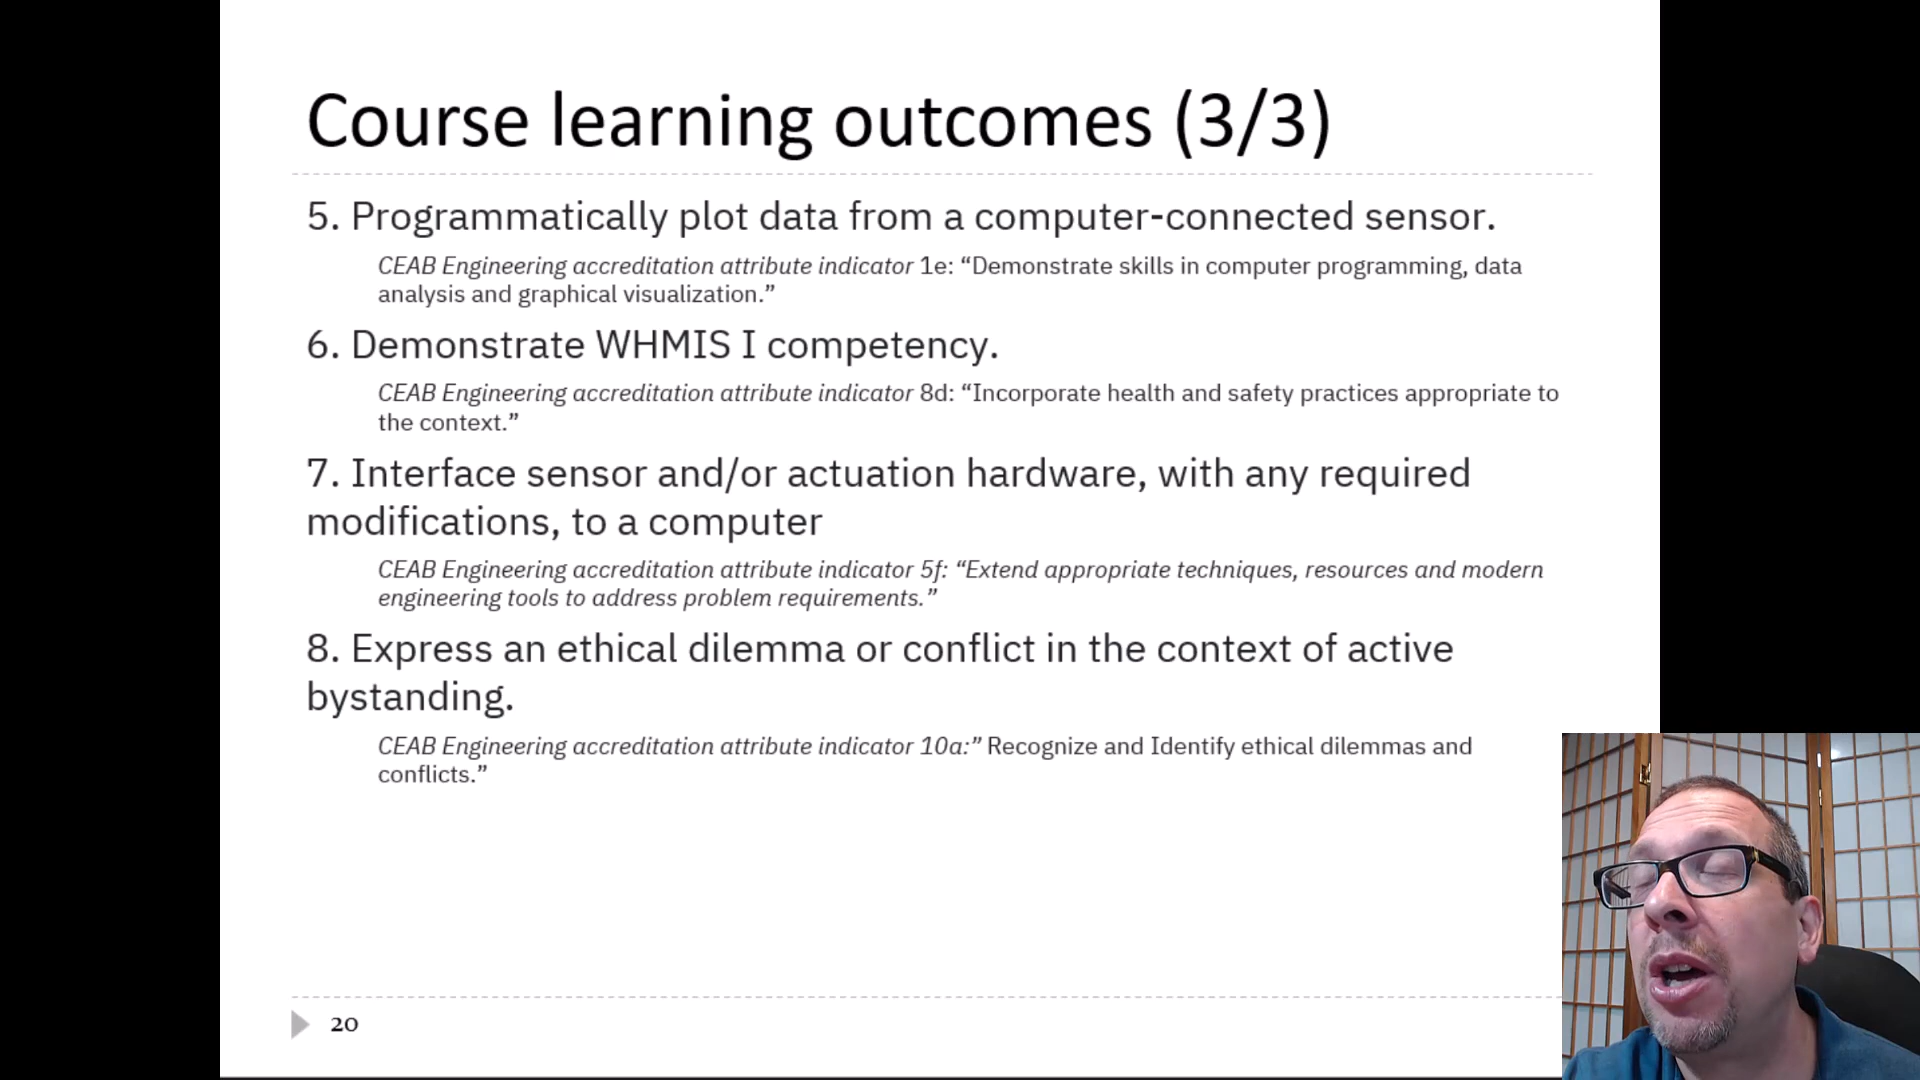 Course learning outcomes (3/3)
5. Programmatically plot data from a computer-connected sensor.
CEAB Engineering accreditation attribute indicator 1e: “Demonstrate skills in computer programming, data
analysis and graphical visualization.”
6. Demonstrate WHMIS I competency.
CEAB Engineering accreditation attribute indicator 8d: “Incorporate health and safety practices appropriate to
the context.”
7. Interface sensor and/or actuation hardware, with any required
modifications, to a computer
CEAB Engineering accreditation attribute indicator 5f: “Extend appropriate techniques, resources and modern
engineering tools to address problem requirements.”
8. Express an ethical dilemma or conflict in the context of active
bystanding.
CEAB Engineering accreditation attribute indicator 10a:” Recognize and Identify ethical dilemmas and
conflicts.”
20